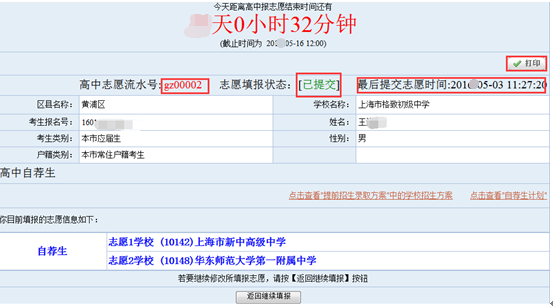 今天距离高中报志愿结束时间还有
天0小时32分钟
(截止时间为 20 05-16 12:00)
打印
高中志愿流水号:gz00002 志愿填报状态: [已提交] 最后提交志愿时间:201 05-03 11:27:20
区县名称: 黄浦区 学校名称: 上海市格致初级中学
考生报名号: 160 姓名: 王
考生类别: 本市应届生 性别: 男
户籍类别: 本市常住户籍考生
高中自荐生
点击查看"提前招生录取方案"中的学校招生方案 点击查看"自荐生计划"
你目前填报的志愿信息如下:
自荐生
志愿1学校 (10142)上海市新中高级中学
志愿2学校 (10148)华东师范大学第一附属中学
若要继续修改所填报志愿，请按【返回继续填报】按钮
返回继续填报